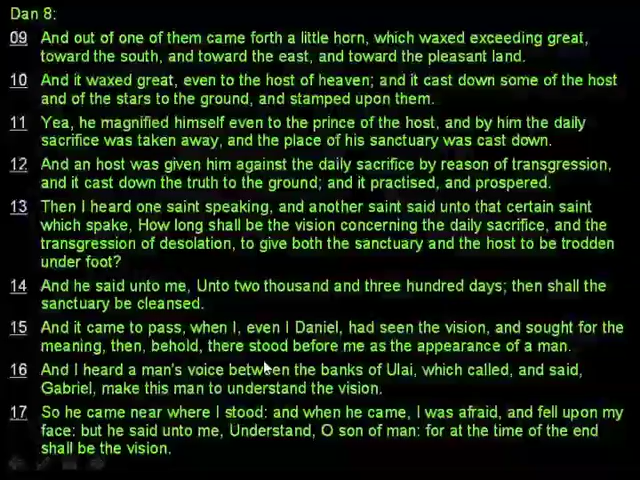 Dan 8:
09 And out of one of them came forth a little horn, which waxed exceeding great,
toward the south, and toward the east, and toward the pleasant land.
10 And it waxed great, even to the host of heaven; and it cast down some of the host
and of the stars to the ground, and stamped upon them.
11 Yea, he magnified himself even to the prince of the host, and by him the daily
sacrifice was taken away, and the place of his sanctuary was cast down.
12 And an host was given him against the daily sacrifice by reason of transgression,
and it cast down the truth to the ground; and it practised, and prospered.
13 Then I heard one saint speaking, and another saint said unto that certain saint
which spake, How long shall be the vision concerning the daily sacrifice, and the
transgression of desolation, to give both the sanctuary and the host to be trodden
under foot?
14 And he said unto me, Unto two thousand and three hundred days; then shall the
sanctuary be cleansed.
15 And it came to pass, when I, even I Daniel, had seen the vision, and sought for the
meaning, then, behold, there stood before me as the appearance of a man.
16 And I heard a man's voice between the banks of Ulai, which called, and said,
Gabriel, make this man to understand the vision.
17 So he came near where I stood: and when he came, I was afraid, and fell upon my
face: but he said unto me, Understand, O son of man: for at the time of the end
shall be the vision.